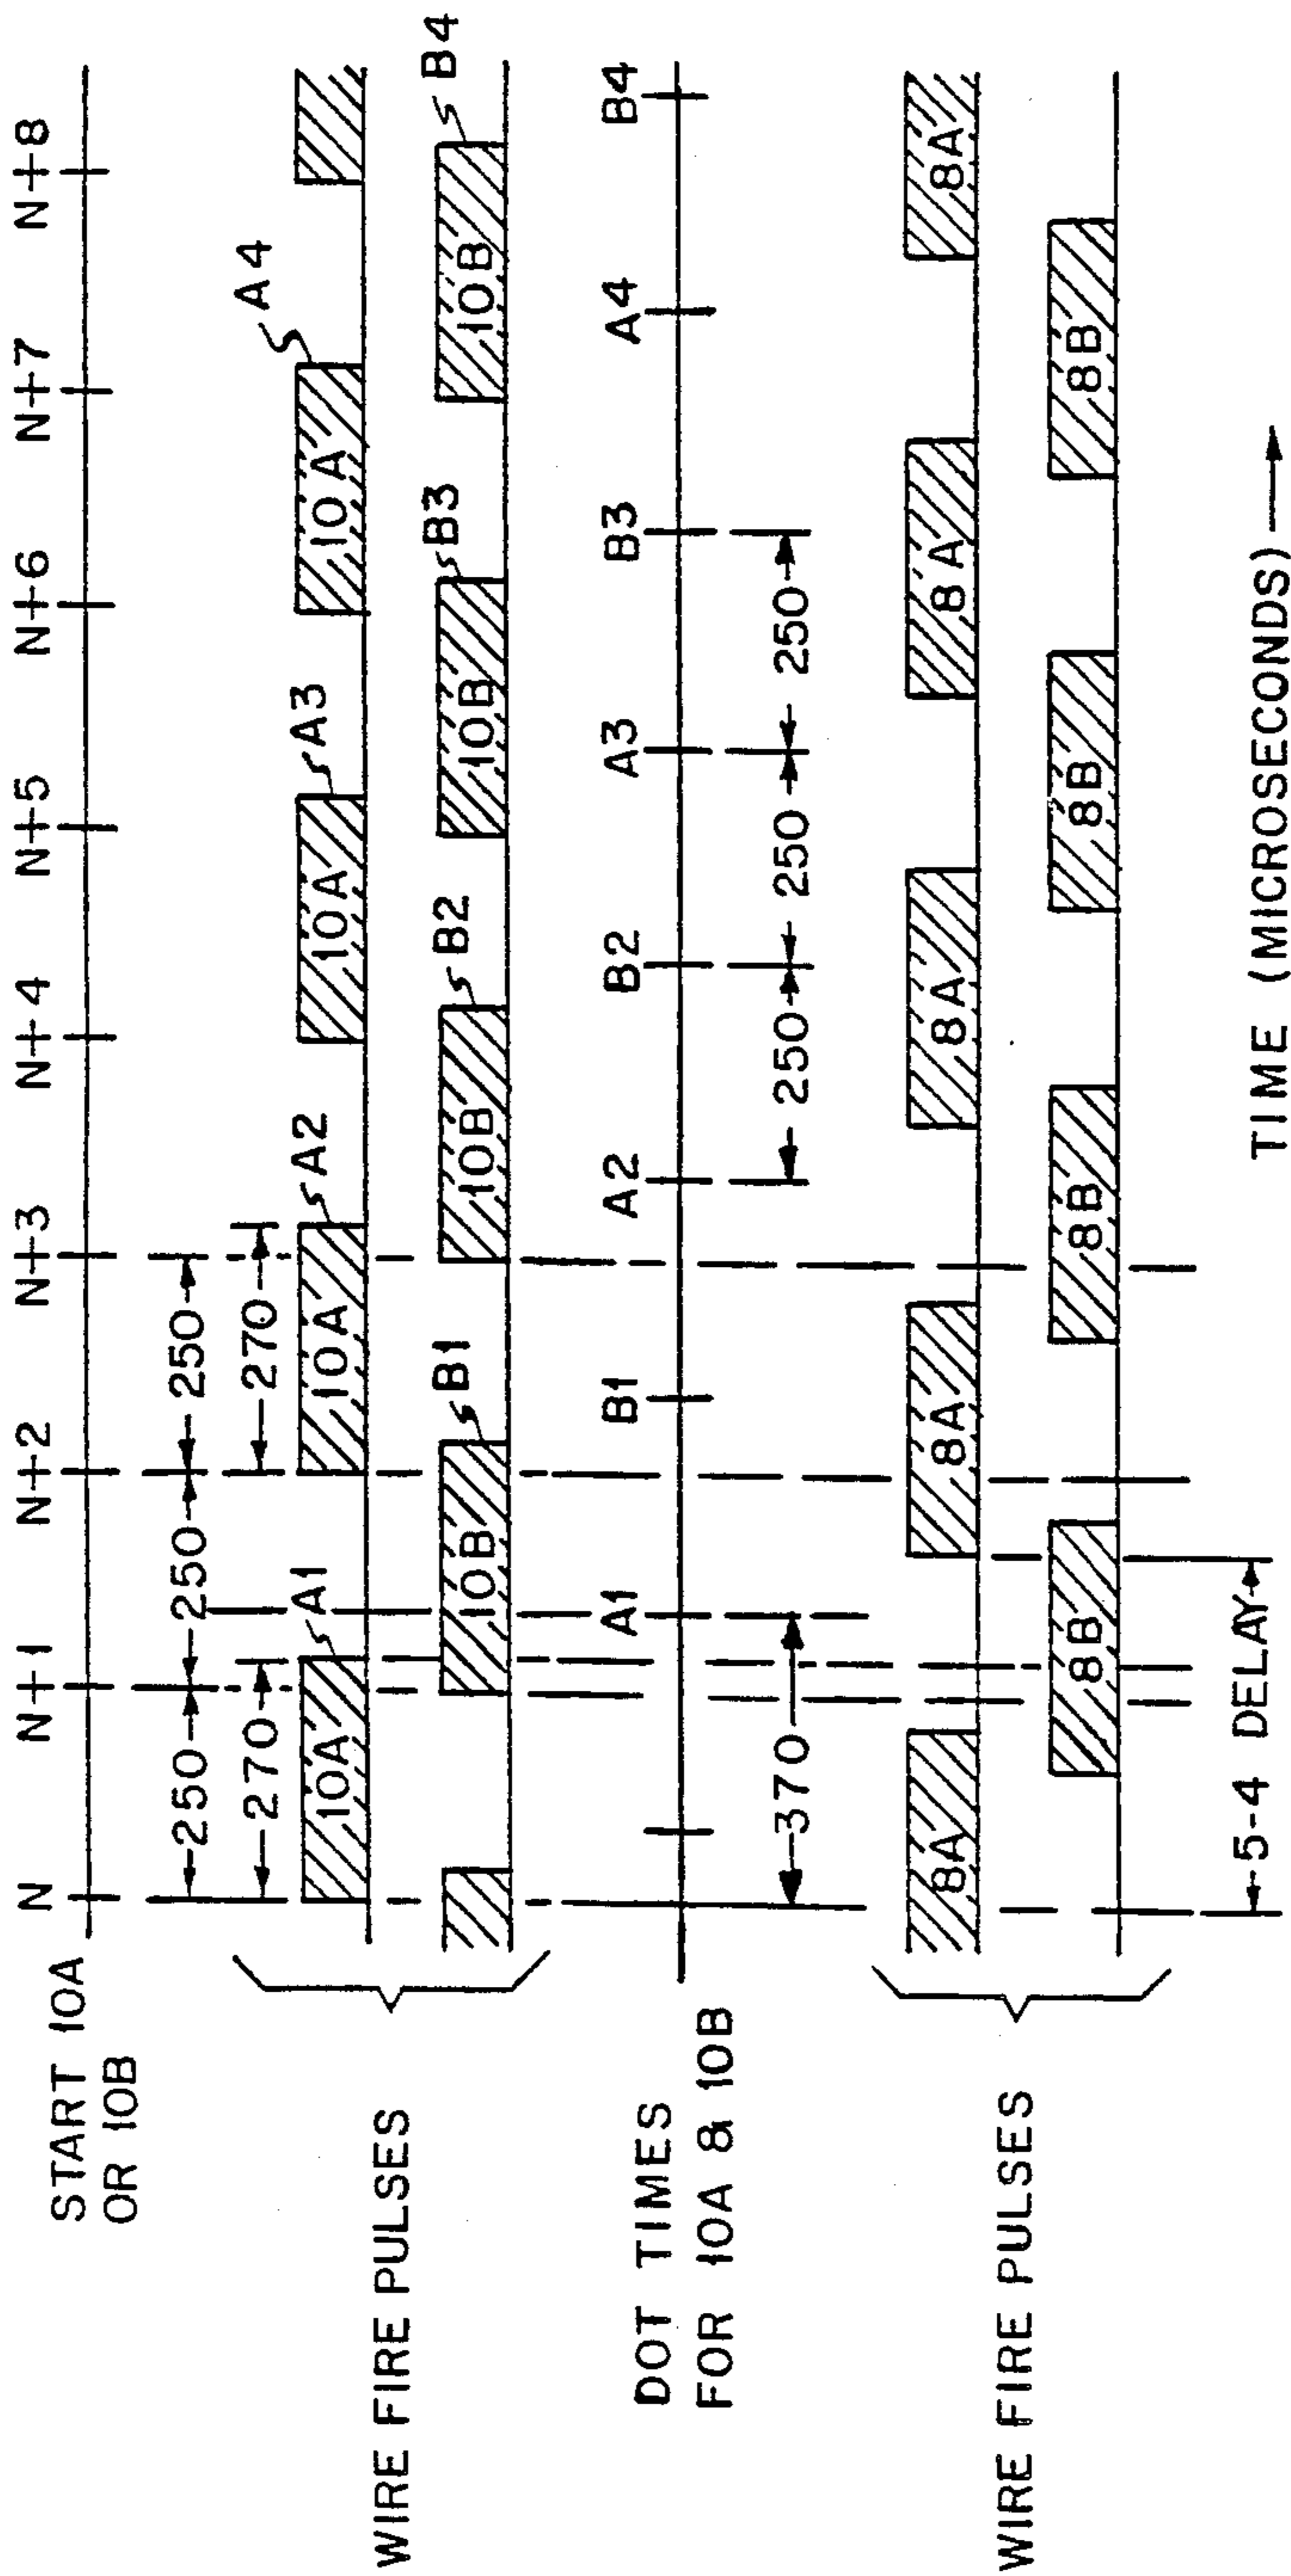 START 10A
OR 10B
N N+1 N+2 N+3 N+4 N+5 N+6 N+7 N+8
250 250 250
270 270
A1 A2 A3 A4
10A 10A 10A 10A
WIRE FIRE PULSES
B1 B2 B3 B4
10B 10B 10B 10B
DOT TIMES
FOR 10A & 10B
A1 B1 A2 B2 A3 B3 A4 B4
370 250 250 250
WIRE FIRE PULSES
8A 8A 8A 8A 8A
8B 8B 8B 8B
5-4 DELAY
TIME (MICROSECONDS)